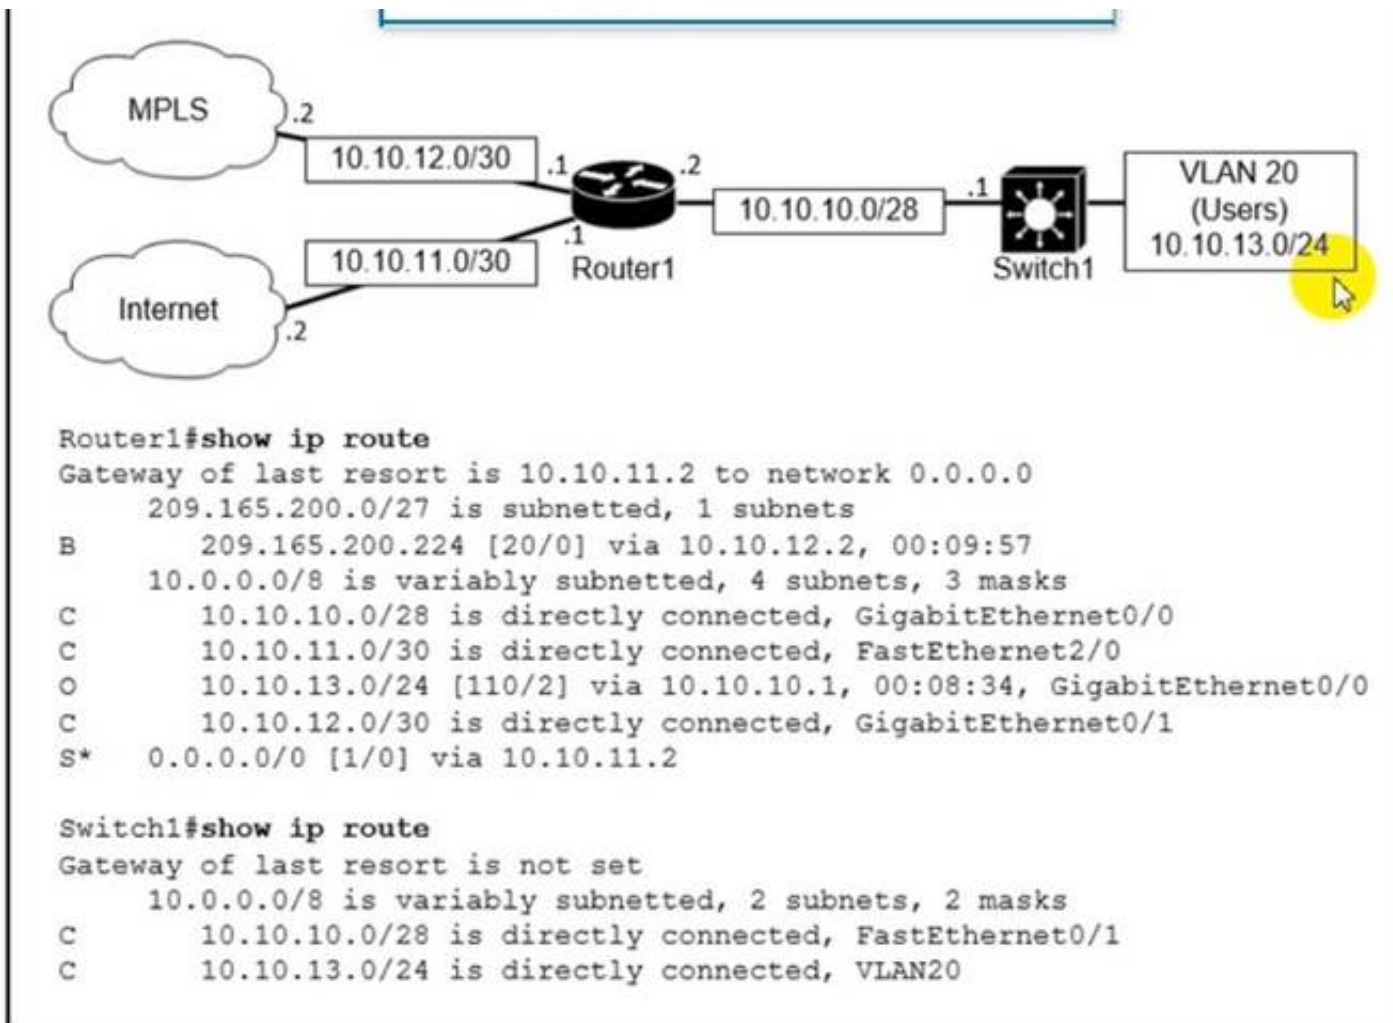 MPLS
.2
10.10.12.0/30
.1
.2
10.10.10.0/28
.1
VLAN 20
(Users)
10.10.13.0/24
.1
10.10.11.0/30
Router1
Switch1
Internet
.2
Router1#show ip route
Gateway of last resort is 10.10.11.2 to network 0.0.0.0
209.165.200.0/27 is subnetted, 1 subnets
B 209.165.200.224 [20/0] via 10.10.12.2, 00:09:57
10.0.0.0/8 is variably subnetted, 4 subnets, 3 masks
C 10.10.10.0/28 is directly connected, GigabitEthernet0/0
C 10.10.11.0/30 is directly connected, FastEthernet2/0
O 10.10.13.0/24 [110/2] via 10.10.10.1, 00:08:34, GigabitEthernet0/0
C 10.10.12.0/30 is directly connected, GigabitEthernet0/1
S* 0.0.0.0/0 [1/0] via 10.10.11.2
Switch1#show ip route
Gateway of last resort is not set
10.0.0.0/8 is variably subnetted, 2 subnets, 2 masks
C 10.10.10.0/28 is directly connected, FastEthernet0/1
C 10.10.13.0/24 is directly connected, VLAN20